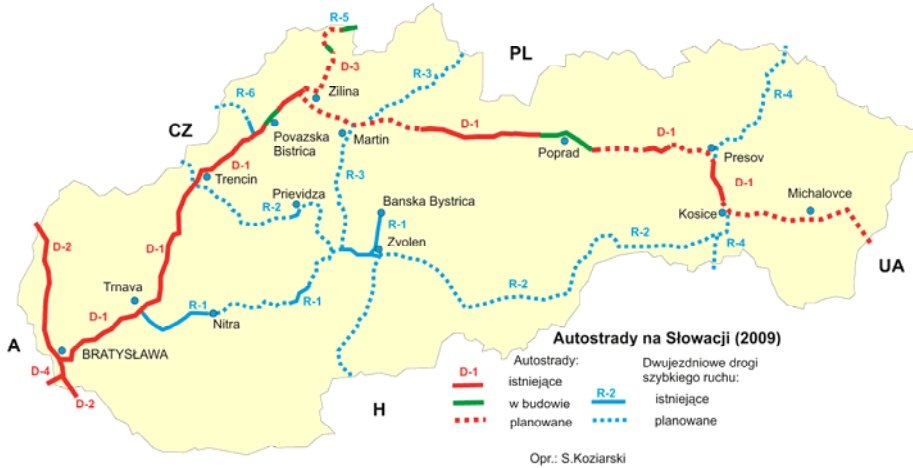 R-5
PL
D-3
R-3
R-4
R-6
Zilina
CZ
D-1
Povazska
Bistrica
Martin
D-1
Poprad
D-1
Presov
D-1
Trencin
R-3
D-1
Prievidza
R-2
Banska Bystrica
Michalovce
Kosice
R-1
D-2
D-1
Zvolen
R-2
R-4
UA
Trnava
R-2
D-1
R-1
R-1
Nitra
A
BRATYSŁAWA
D-4
D-2
H
Autostrady na Słowacji (2009)
Autostrady:
Dwujezdniowe drogi
szybkiego ruchu:
D-1
istniejące
R-2
istniejące
w budowie
planowane
planowane
Opr.: S.Koziarski